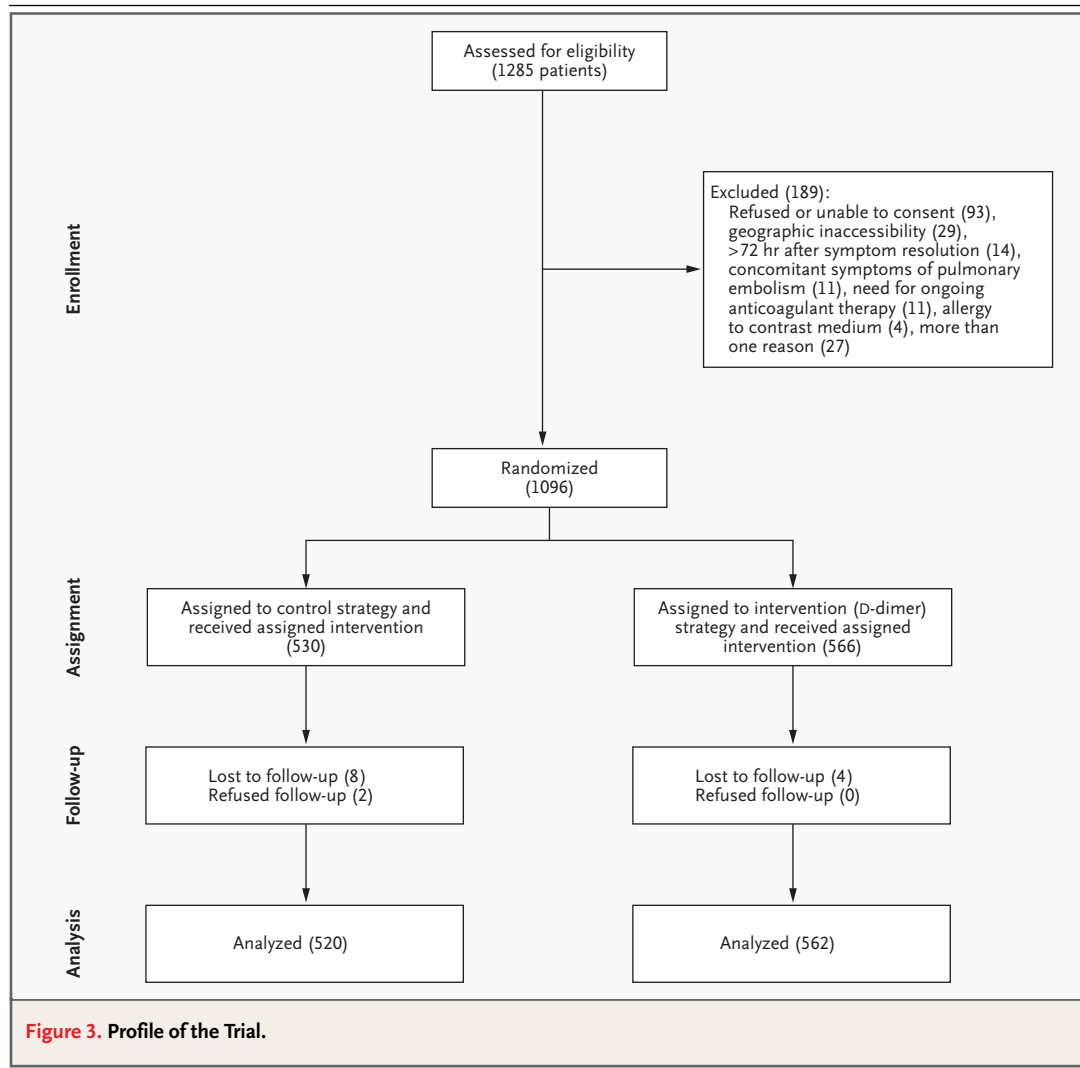 Assessed for eligibility
(1285 patients)
Enrollment
Excluded (189):
Refused or unable to consent (93),
geographic inaccessibility (29),
>72 hr after symptom resolution (14),
concomitant symptoms of pulmonary
embolism (11), need for ongoing
anticoagulant therapy (11), allergy
to contrast medium (4), more than
one reason (27)
Randomized
(1096)
Assignment
Assigned to control strategy and
received assigned intervention
(530)
Assigned to intervention (D-dimer)
strategy and received assigned
intervention (566)
Follow-up
Lost to follow-up (8)
Refused follow-up (2)
Lost to follow-up (4)
Refused follow-up (0)
Analysis
Analyzed (520)
Analyzed (562)
Figure 3. Profile of the Trial.